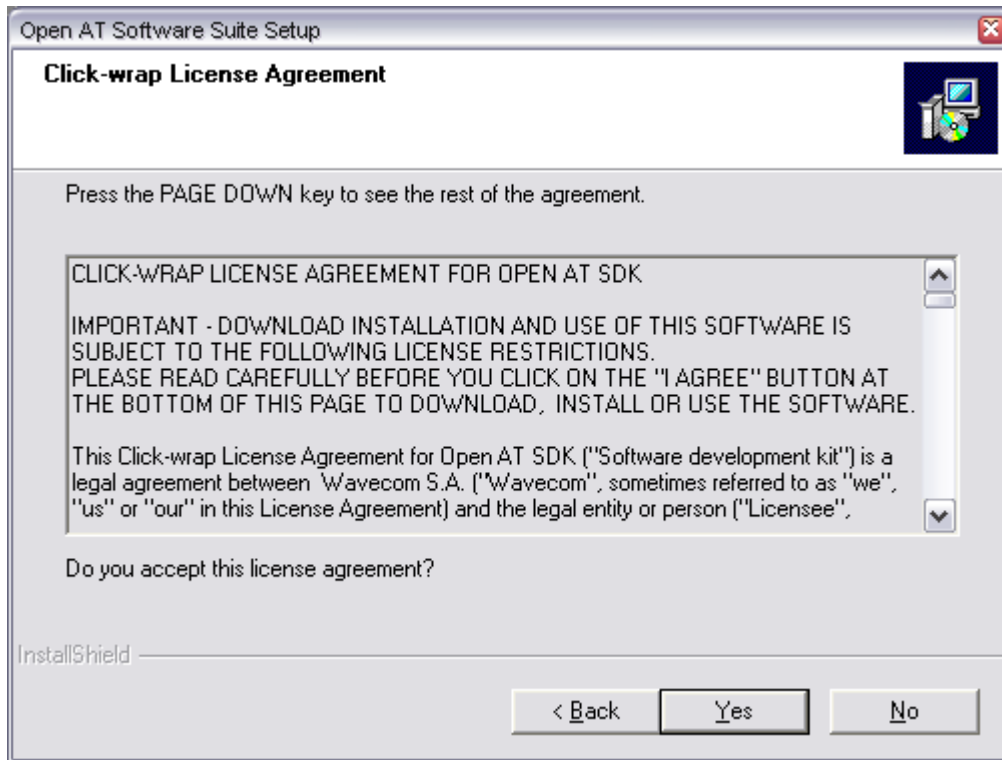 Open AT Software Suite Setup
Click-wrap License Agreement
Press the PAGE DOWN key to see the rest of the agreement.
CLICK-WRAP LICENSE AGREEMENT FOR OPEN AT SDK
IMPORTANT - DOWNLOAD INSTALLATION AND USE OF THIS SOFTWARE IS
SUBJECT TO THE FOLLOWING LICENSE RESTRICTIONS.
PLEASE READ CAREFULLY BEFORE YOU CLICK ON THE "I AGREE" BUTTON AT
THE BOTTOM OF THIS PAGE TO DOWNLOAD, INSTALL OR USE THE SOFTWARE.
This Click-wrap License Agreement for Open AT SDK ("Software development kit") is a
legal agreement between Wavecom S.A. ("Wavecom", sometimes referred to as "we",
"us" or "our" in this License Agreement) and the legal entity or person ("Licensee",
Do you accept this license agreement?
InstallShield
< Back Yes No